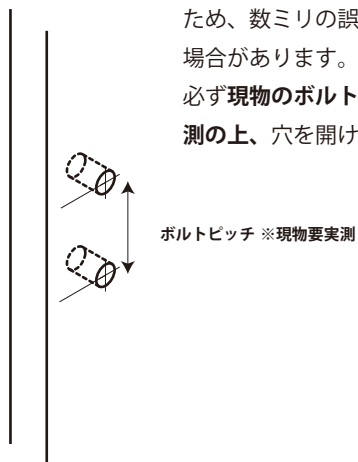 ため、数ミリの誤
場合があります。
必ず現物のボルト
測の上、穴を開け
ボルトピッチ ※現物要実測